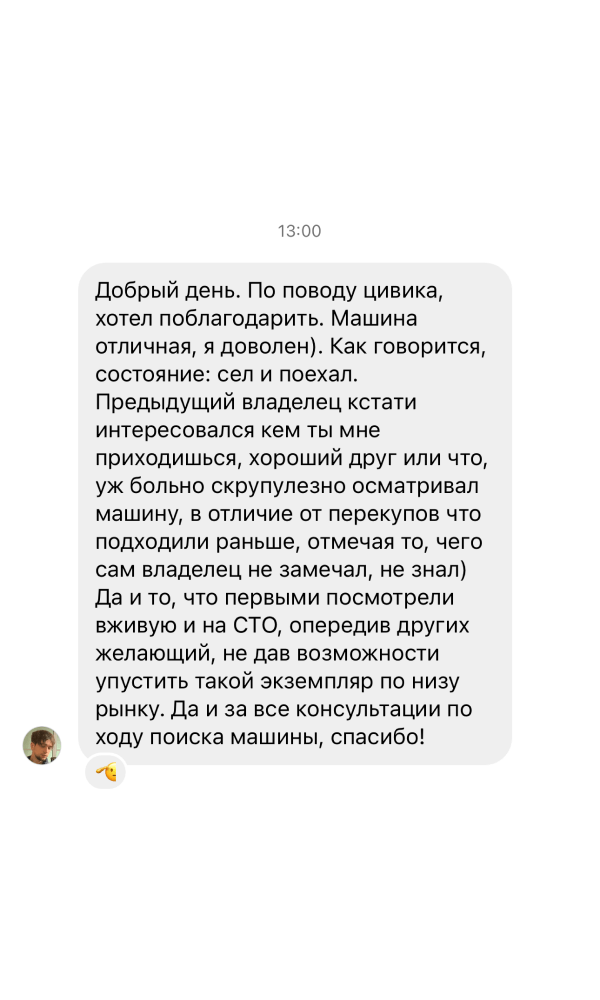 13:00
Добрый день. По поводу цивика,
хотел поблагодарить. Машина
отличная, я доволен). Как говорится,
состояние: сел и поехал.
Предыдущий владелец кстати
интересовался кем ты мне
приходишься, хороший друг или что,
уж больно скрупулезно осматривал
машину, в отличие от перекупов что
подходили раньше, отмечая то, чего
сам владелец не замечал, не знал)
Да и то, что первыми посмотрели
вживую и на СТО, опередив других
желающий, не дав возможности
упустить такой экземпляр по низу
рынку. Да и за все консультации по
ходу поиска машины, спасибо!